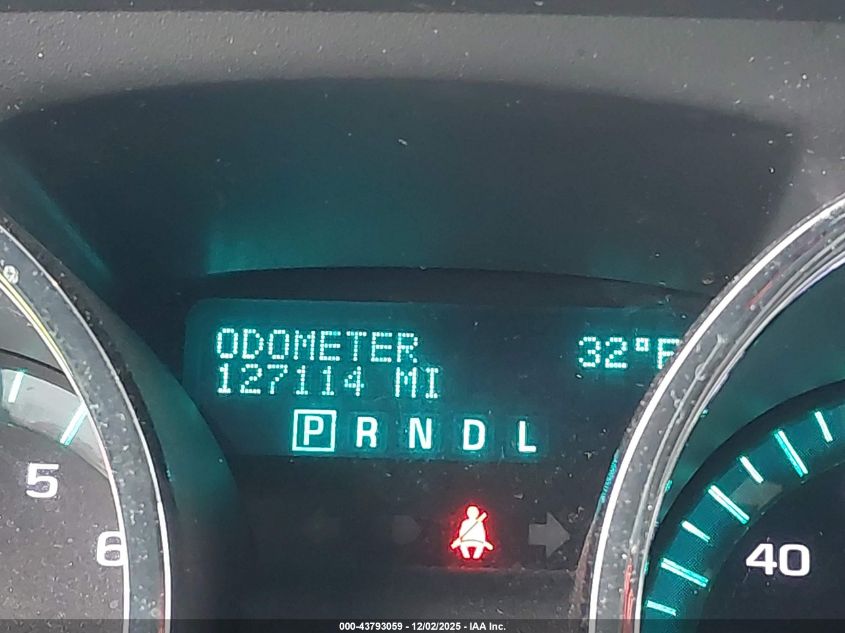 ODOMETER 32°F
127114 MI
P R N D L
5
6
40
000-43793059 - 12/02/2025 - IAA Inc.